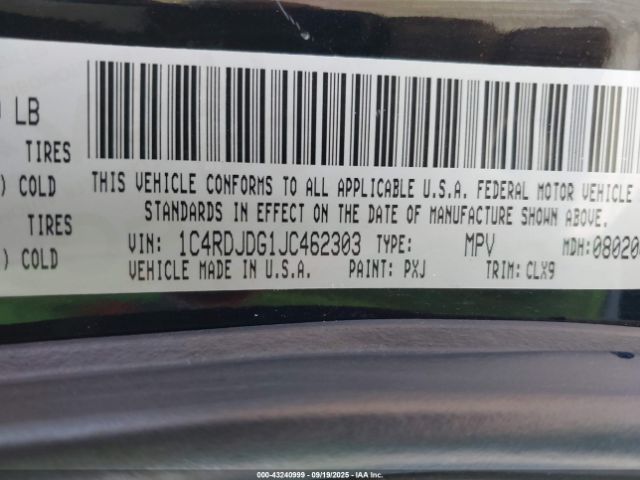 LB
TIRES
) COLD
THIS VEHICLE CONFORMS TO ALL APPLICABLE U.S.A. FEDERAL MOTOR VEHICLE
STANDARDS IN EFFECT ON THE DATE OF MANUFACTURE SHOWN ABOVE.
TIRES
VIN: 1C4RDJDG1JC462303 TYPE: MPV MDH:08020
) COLD
VEHICLE MADE IN U.S.A. PAINT: PXJ TRIM: CLX9
000-43240999 - 09/19/2025 - IAA Inc.